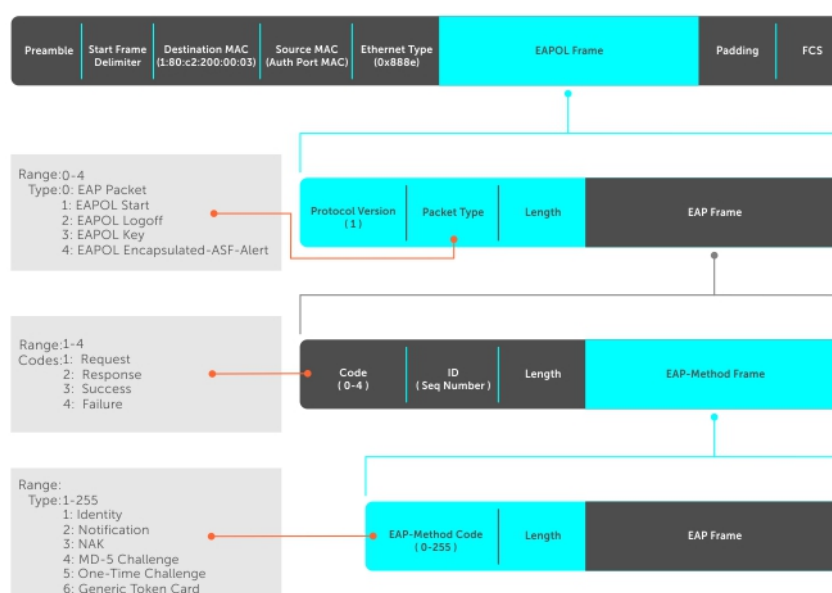 Preamble
Start Frame
Delimiter
Destination MAC
(1:80:c2:200:00:03)
Source MAC
(Auth Port MAC)
Ethernet Type
(0x888e)
EAPOL Frame
Padding
FCS
Range:0-4
Type:0: EAP Packet
1: EAPOL Start
2: EAPOL Logoff
3: EAPOL Key
4: EAPOL Encapsulated-ASF-Alert
Protocol Version
(1)
Packet Type
Length
EAP Frame
Range:1-4
Codes:1: Request
2: Response
3: Success
4: Failure
Code
(0-4)
ID
(Seq Number)
Length
EAP-Method Frame
Range:
Type:1-255
1: Identity
2: Notification
3: NAK
4: MD-5 Challenge
5: One-Time Challenge
6: Generic Token Card
EAP-Method Code
(0-255)
Length
EAP Frame